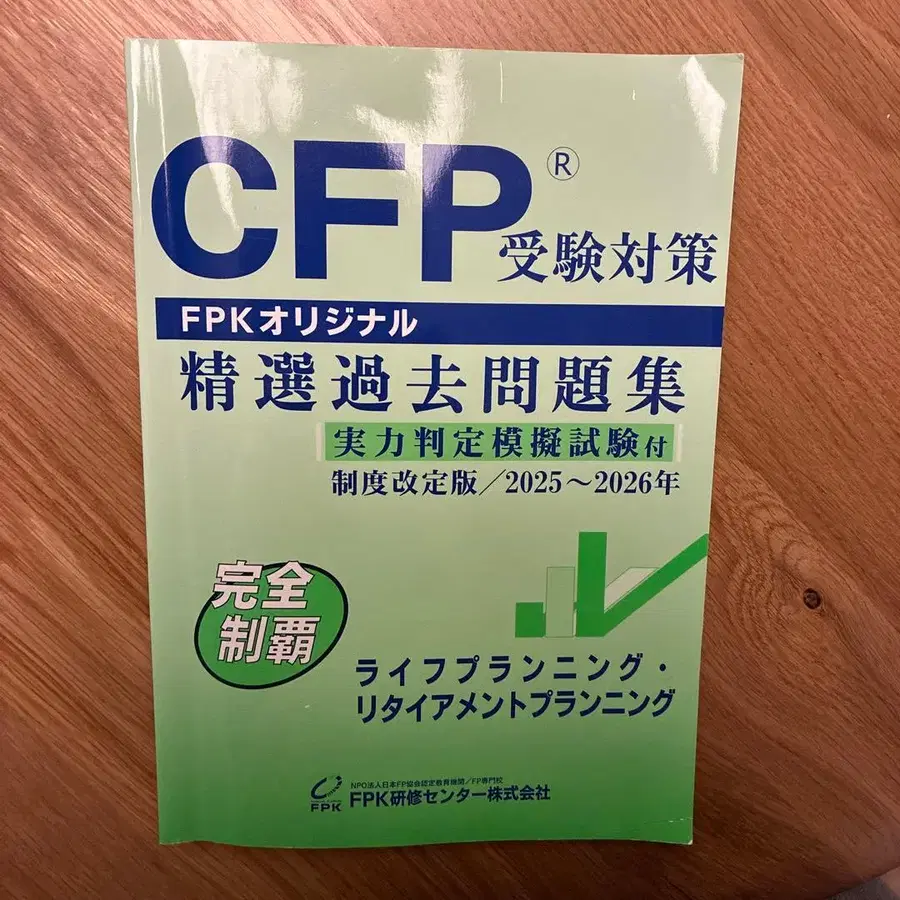 CFP®
受験対策
FPKオリジナル
精選過去問題集
実力判定模擬試験付
制度改定版／2025～2026年
完全
制覇
ライフプランニング・
リタイアメントプランニング
NPO法人日本FP協会認定教育機関／FP専門校
FPK
FPK研修センター株式会社